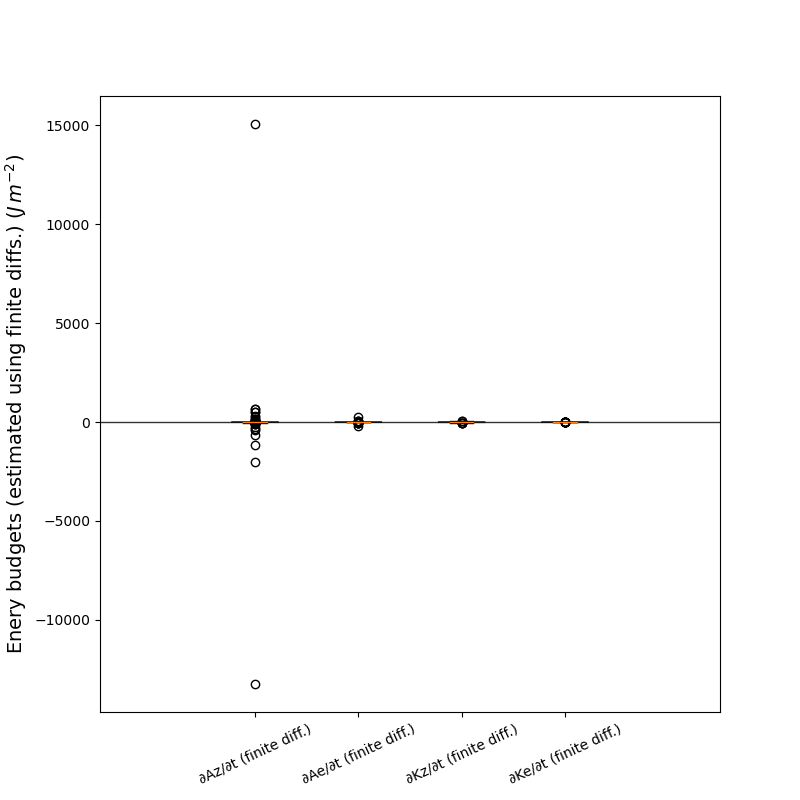 Enery budgets (estimated using finite diffs.) (J m⁻²)
15000
10000
5000
0
−5000
−10000
∂Az/∂t (finite diff.)
∂Ae/∂t (finite diff.)
∂Kz/∂t (finite diff.)
∂Ke/∂t (finite diff.)